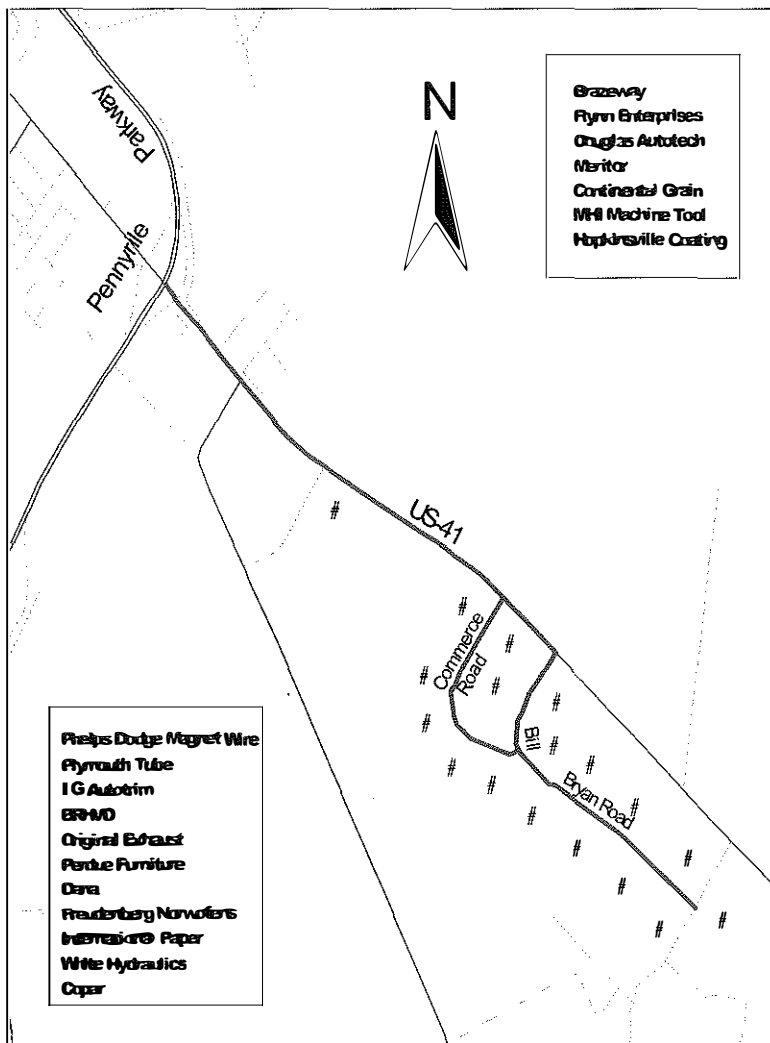 N
Parkway
Pennyrile
Brazeway
Flynn Enterprises
Douglas Autotech
Meritor
Continental Grain
MHI Machine Tool
Hopkinsville Coating
US-41
#
#
Commerce
Road
#
#
#
#
#
#
Bill
#
#
#
Bryan Road
#
#
#
#
#
#
#
Phelps Dodge Magnet Wire
Plymouth Tube
I G Autotrim
Original Exhaust
Perdue Furniture
Dana
Freudenberg Nonwovens
International Paper
White Hydraulics
Copar